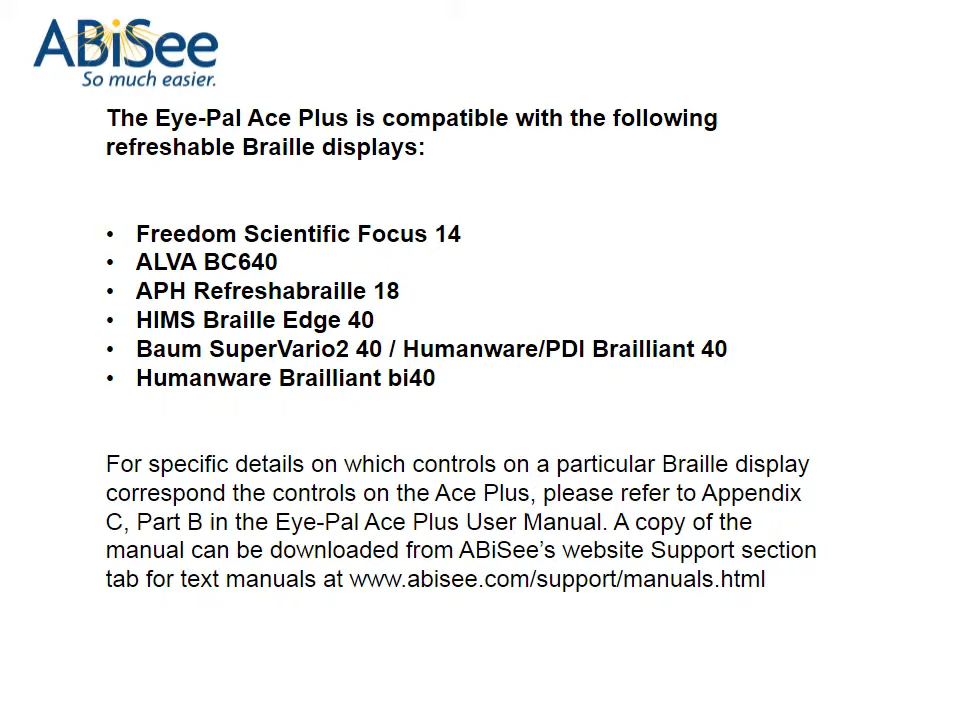 ABiSee
So much easier.
The Eye-Pal Ace Plus is compatible with the following
refreshable Braille displays:
• Freedom Scientific Focus 14
• ALVA BC640
• APH Refreshabraille 18
• HIMS Braille Edge 40
• Baum SuperVario2 40 / Humanware/PDI Brailliant 40
• Humanware Brailliant bi40
For specific details on which controls on a particular Braille display
correspond the controls on the Ace Plus, please refer to Appendix
C, Part B in the Eye-Pal Ace Plus User Manual. A copy of the
manual can be downloaded from ABiSee’s website Support section
tab for text manuals at www.abisee.com/support/manuals.html